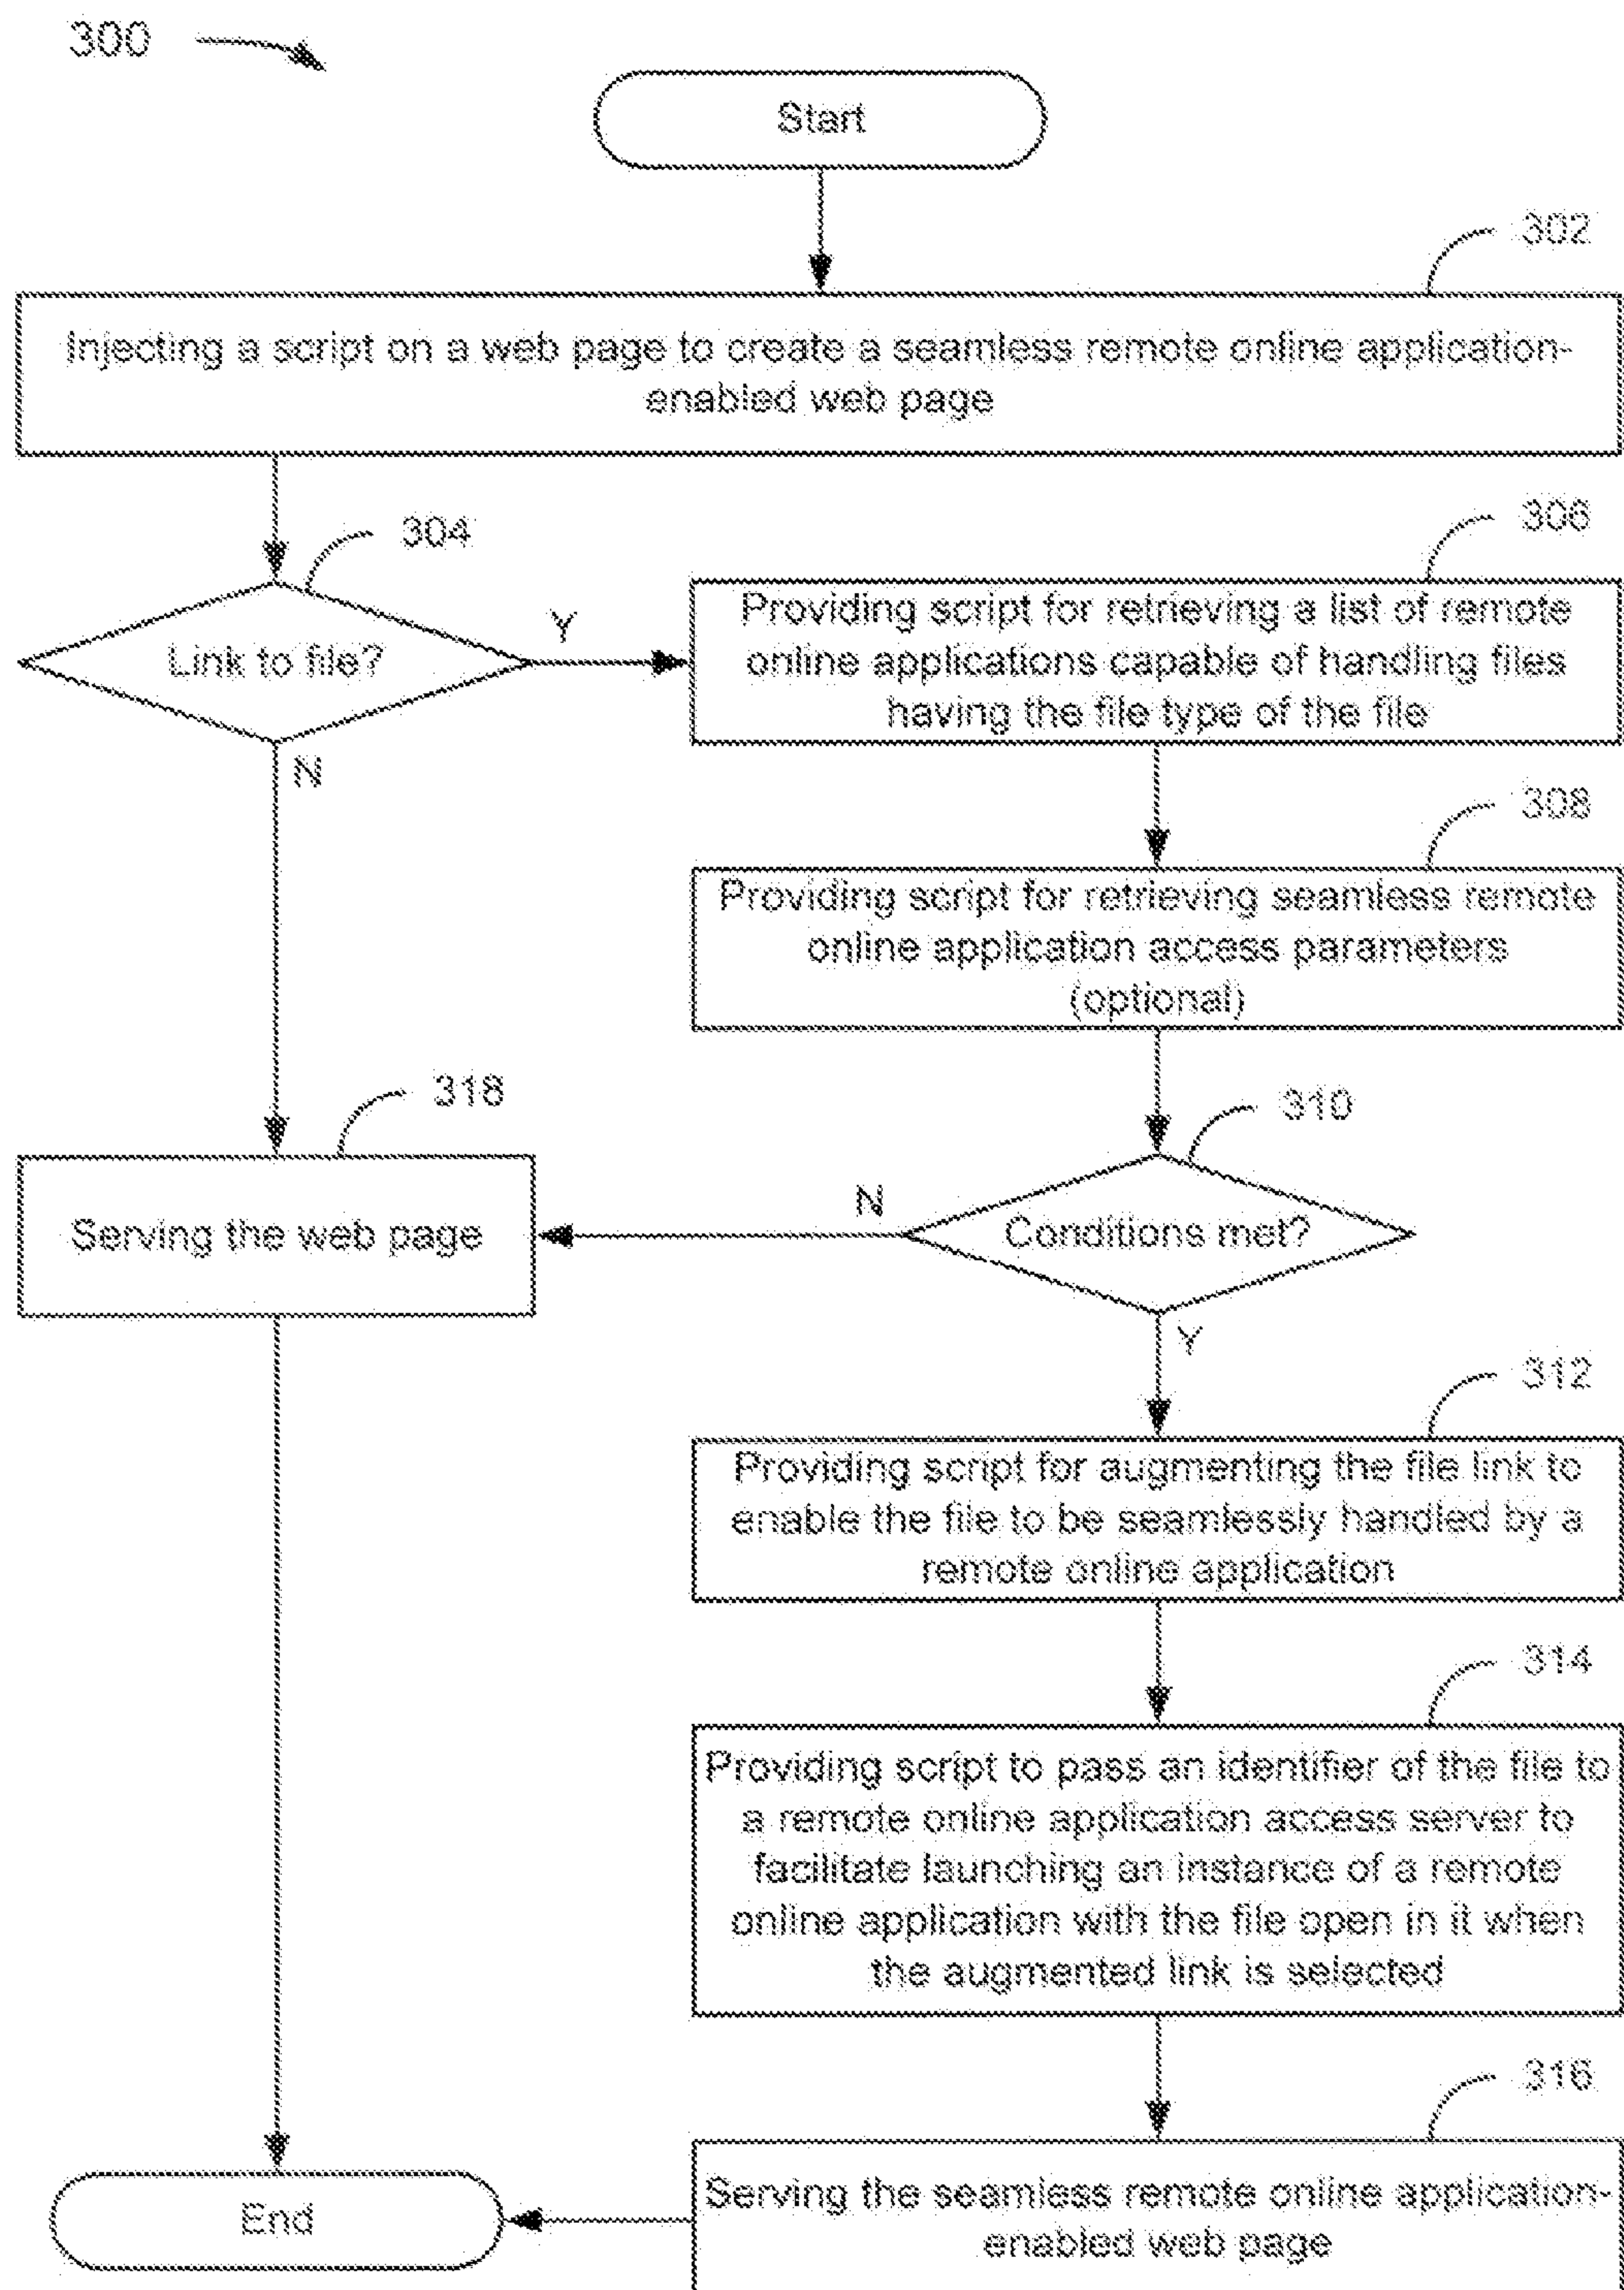 300
Start
302
Injecting a script on a web page to create a seamless remote online application-
enabled web page
304
Link to file?
Y
N
306
Providing script for retrieving a list of remote
online applications capable of handling files
having the file type of the file
308
Providing script for retrieving seamless remote
online application access parameters
(optional)
310
Conditions met?
N
Y
318
Serving the web page
312
Providing script for augmenting the file link to
enable the file to be seamlessly handled by a
remote online application
314
Providing script to pass an identifier of the file to
a remote online application access server to
facilitate launching an instance of a remote
online application with the file open in it when
the augmented link is selected
316
Serving the seamless remote online application-
enabled web page
End